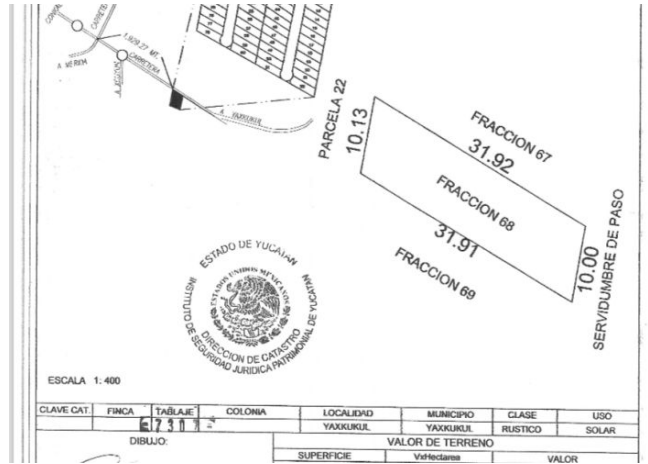 CARRETERA
1,929.27 MT.
A MERIDA
CARRETERA
A YAXKUKUL
PARCELA 22
10.13
FRACCION 67
31.92
FRACCION 68
31.91
FRACCION 69
10.00
SERVIDUMBRE DE PASO
ESTADO DE YUCATAN
ESTADOS UNIDOS MEXICANOS
DIRECCION DE CATASTRO
INSTITUTO DE SEGURIDAD JURIDICA PATRIMONIAL DE YUCATAN
ESCALA 1: 400
CLAVE CAT. FINCA TABLAJE COLONIA LOCALIDAD MUNICIPIO CLASE USO
YAXKUKUL YAXKUKUL RUSTICO SOLAR
DIBUJO: VALOR DE TERRENO
SUPERFICIE VxHectarea VALOR